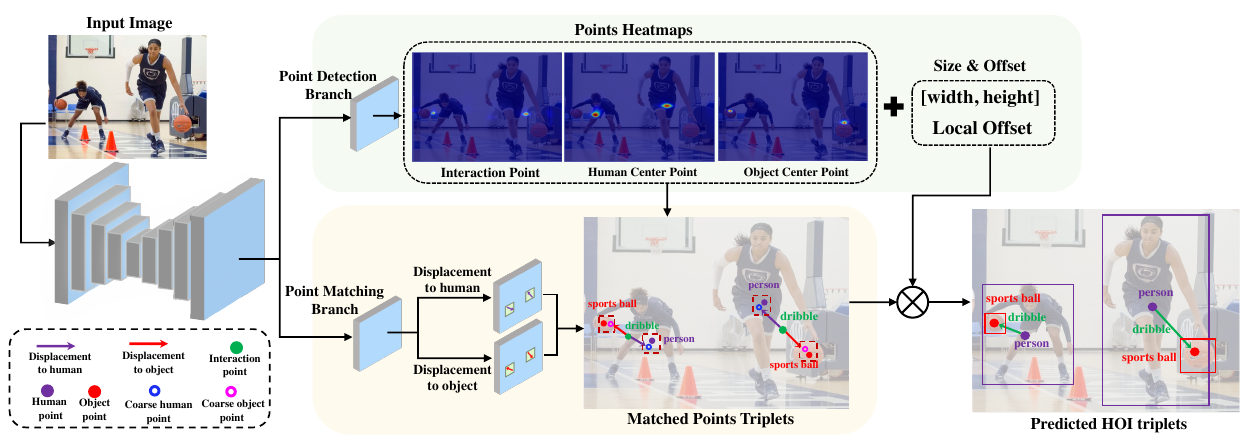 Input Image
Points Heatmaps
Point Detection
Branch
Interaction Point
Human Center Point
Object Center Point
Size & Offset
[width, height]
Local Offset
Point Matching
Branch
Displacement
to human
Displacement
to object
sports ball
dribble
person
person
dribble
sports ball
Matched Points Triplets
sports ball
dribble
person
person
dribble
sports ball
Predicted HOI triplets
Displacement
to human
Displacement
to object
Interaction
point
Human
point
Object
point
Coarse human
point
Coarse object
point